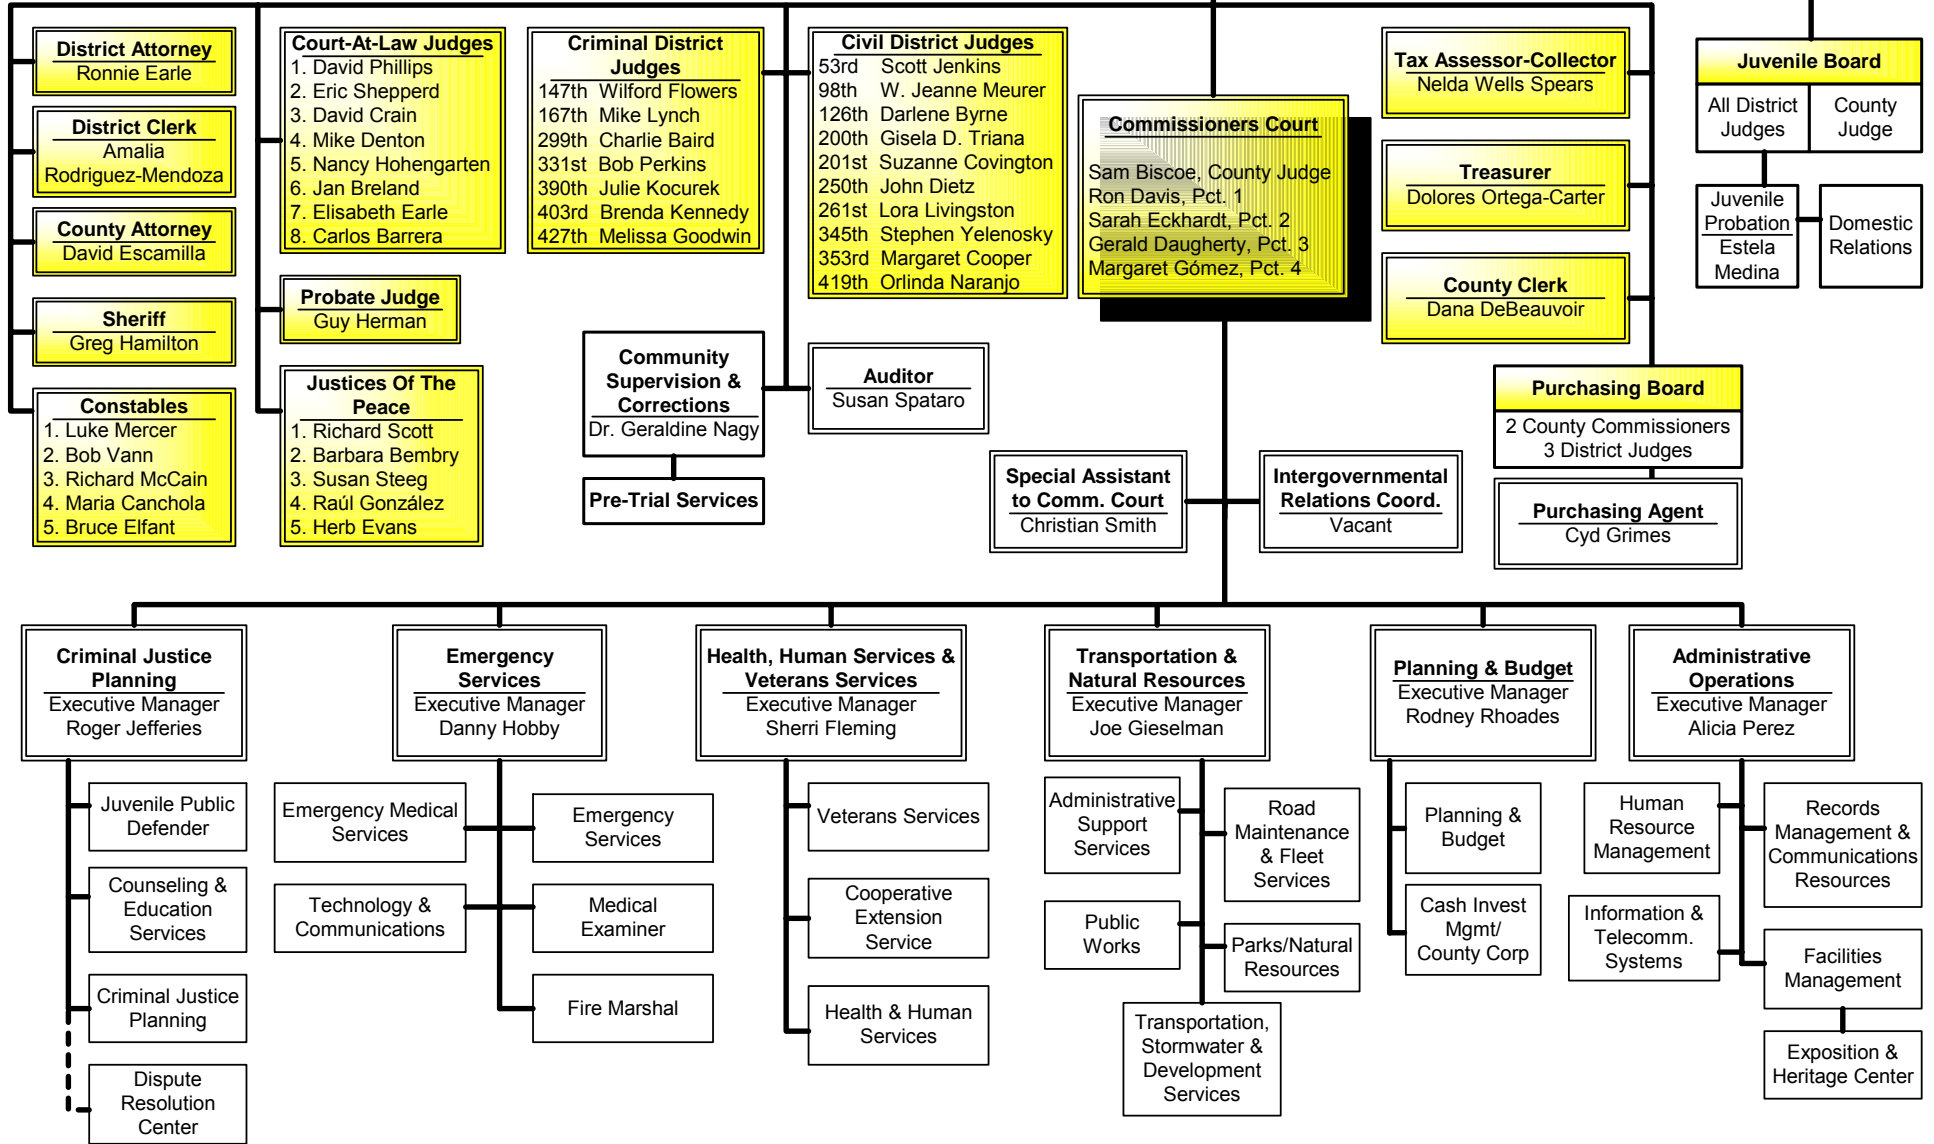 District Attorney
Ronnie Earle
District Clerk
Amalia
Rodriguez-Mendoza
County Attorney
David Escamilla
Sheriff
Greg Hamilton
Constables
1. Luke Mercer
2. Bob Vann
3. Richard McCain
4. Maria Canchola
5. Bruce Elfant
Court-At-Law Judges
1. David Phillips
2. Eric Shepperd
3. David Crain
4. Mike Denton
5. Nancy Hohengarten
6. Jan Breland
7. Elisabeth Earle
8. Carlos Barrera
Probate Judge
Guy Herman
Justices Of The
Peace
1. Richard Scott
2. Barbara Bembry
3. Susan Steeg
4. Raúl González
5. Herb Evans
Criminal District
Judges
147th Wilford Flowers
167th Mike Lynch
299th Charlie Baird
331st Bob Perkins
390th Julie Kocurek
403rd Brenda Kennedy
427th Melissa Goodwin
Civil District Judges
53rd Scott Jenkins
98th W. Jeanne Meurer
126th Darlene Byrne
200th Gisela D. Triana
201st Suzanne Covington
250th John Dietz
261st Lora Livingston
345th Stephen Yelenosky
353rd Margaret Cooper
419th Orlinda Naranjo
Community
Supervision &
Corrections
Dr. Geraldine Nagy
Pre-Trial Services
Auditor
Susan Spataro
Commissioners Court
Sam Biscoe, County Judge
Ron Davis, Pct. 1
Sarah Eckhardt, Pct. 2
Gerald Daugherty, Pct. 3
Margaret Gómez, Pct. 4
Special Assistant
to Comm. Court
Christian Smith
Intergovernmental
Relations Coord.
Vacant
Tax Assessor-Collector
Nelda Wells Spears
Treasurer
Dolores Ortega-Carter
County Clerk
Dana DeBeauvoir
Purchasing Board
2 County Commissioners
3 District Judges
Purchasing Agent
Cyd Grimes
Juvenile Board
All District
Judges
County
Judge
Juvenile
Probation
Estela
Medina
Domestic
Relations
Criminal Justice
Planning
Executive Manager
Roger Jefferies
Juvenile Public
Defender
Counseling &
Education
Services
Criminal Justice
Planning
Dispute
Resolution
Center
Emergency
Services
Executive Manager
Danny Hobby
Emergency Medical
Services
Emergency
Services
Technology &
Communications
Medical
Examiner
Fire Marshal
Health, Human Services &
Veterans Services
Executive Manager
Sherri Fleming
Veterans Services
Cooperative
Extension
Service
Health & Human
Services
Transportation &
Natural Resources
Executive Manager
Joe Gieselman
Administrative
Support
Services
Road
Maintenance
& Fleet
Services
Public
Works
Parks/Natural
Resources
Transportation,
Stormwater &
Development
Services
Planning & Budget
Executive Manager
Rodney Rhoades
Planning &
Budget
Cash Invest
Mgmt/
County Corp
Administrative
Operations
Executive Manager
Alicia Perez
Human
Resource
Management
Records
Management &
Communications
Resources
Information &
Telecomm.
Systems
Facilities
Management
Exposition &
Heritage Center